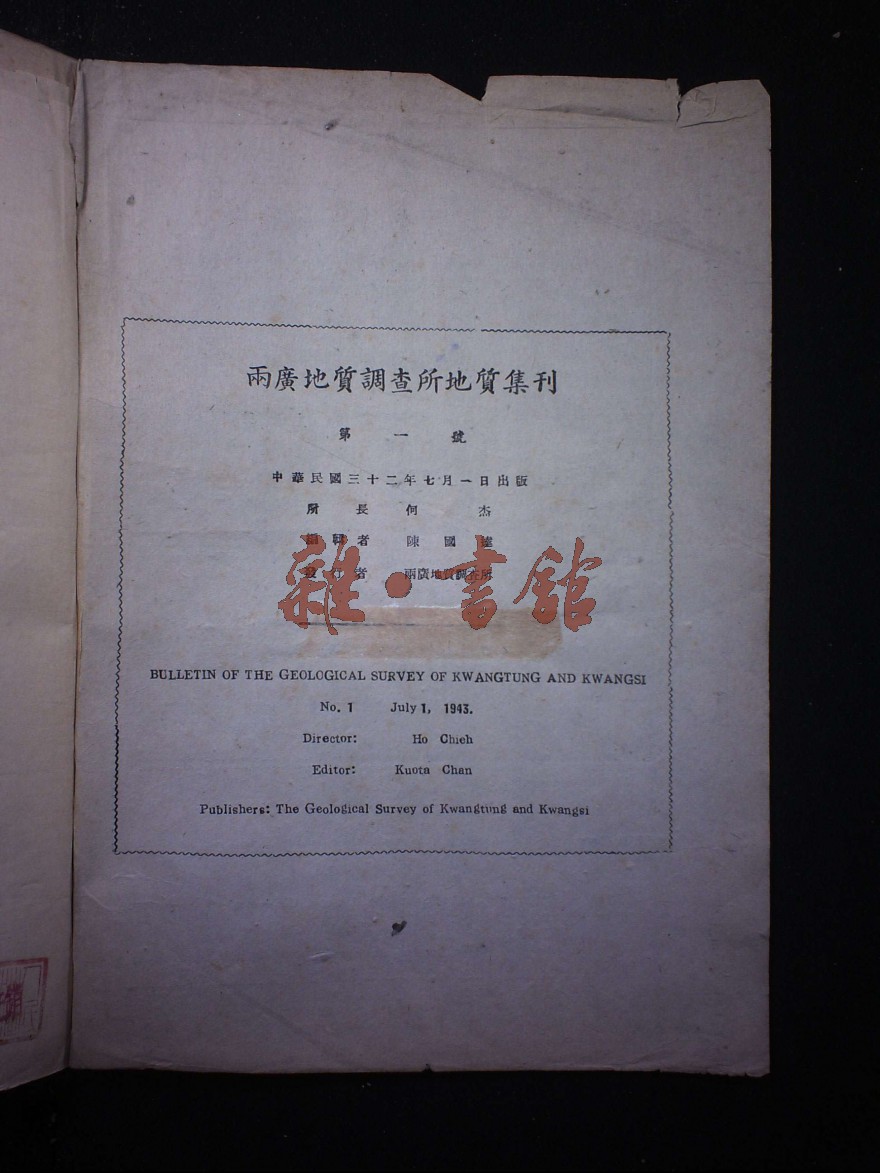 兩廣地質調查所地質集刊
第一號
中華民國三十二年七月一日出版
所長 何杰
編輯者 陳國達
發行者 兩廣地質調查所
雜·書館
BULLETIN OF THE GEOLOGICAL SURVEY OF KWANGTUNG AND KWANGSI
No. 1 July 1, 1943.
Director: Ho Chieh
Editor: Kuota Chan
Publishers: The Geological Survey of Kwangtung and Kwangsi